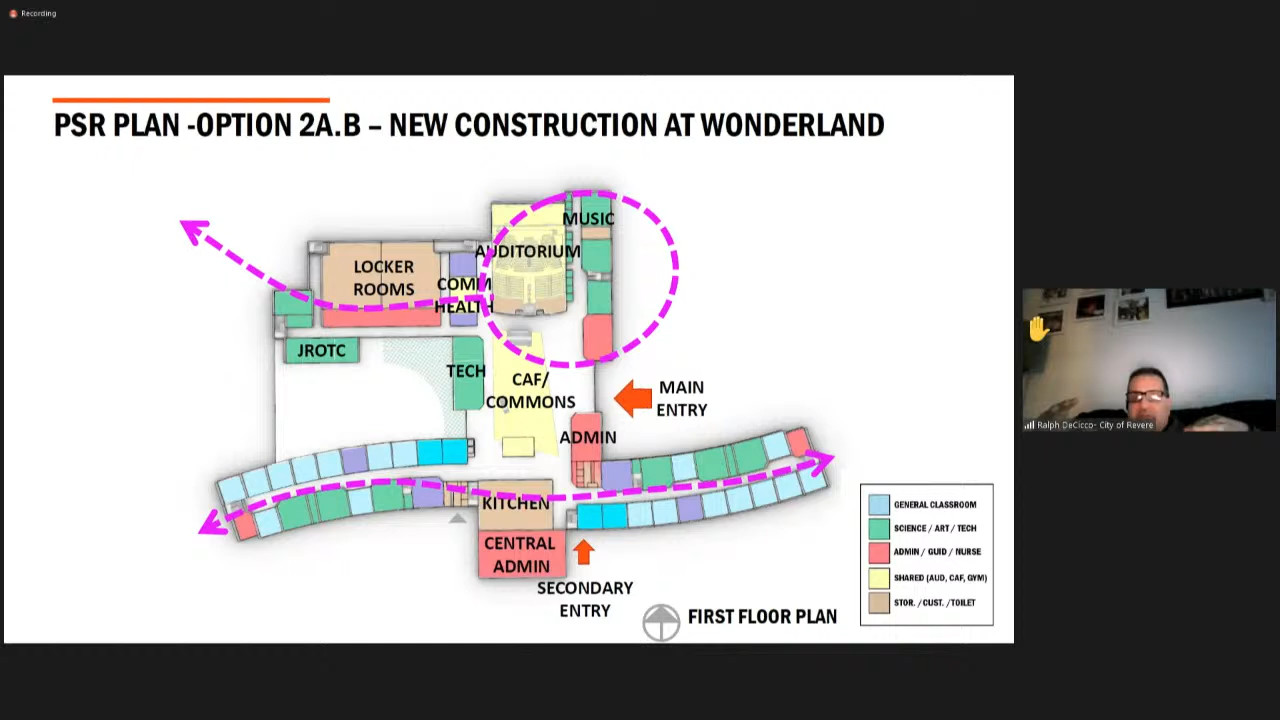 Recording
PSR PLAN -OPTION 2A.B – NEW CONSTRUCTION AT WONDERLAND
MUSIC
AUDITORIUM
LOCKER
ROOMS
COMM
HEALTH
JROTC
TECH
CAF/
COMMONS
MAIN
ENTRY
ADMIN
KITCHEN
CENTRAL
ADMIN
SECONDARY
ENTRY
FIRST FLOOR PLAN
GENERAL CLASSROOM
SCIENCE / ART / TECH
ADMIN / GUID / NURSE
SHARED (AUD, CAF, GYM)
STOR. / CUST. / TOILET
Ralph DeCicco- City of Revere